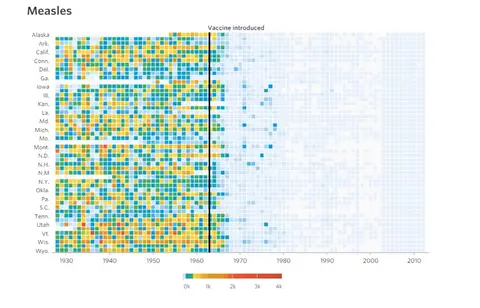 Measles
Vaccine introduced
Alaska
Ark.
Calif.
Conn.
Del.
Ga.
Iowa
Ill.
Kan.
La.
Md.
Mich.
Mo.
Mont.
N.D.
N.H.
N.M
N.Y.
Okla.
Pa.
S.C.
Tenn.
Utah
Vt.
Wis.
Wyo.
1930 1940 1950 1960 1970 1980 1990 2000 2010
0k 1k 2k 3k 4k